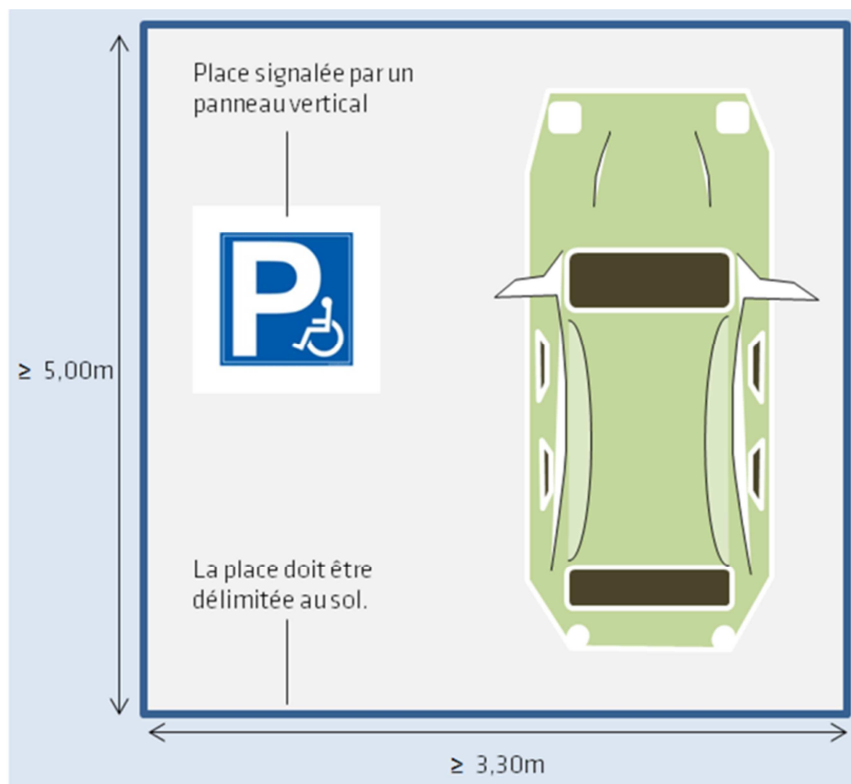 Place signalée par un
panneau vertical
P
≥ 5,00m
La place doit être
délimitée au sol.
≥ 3,30m